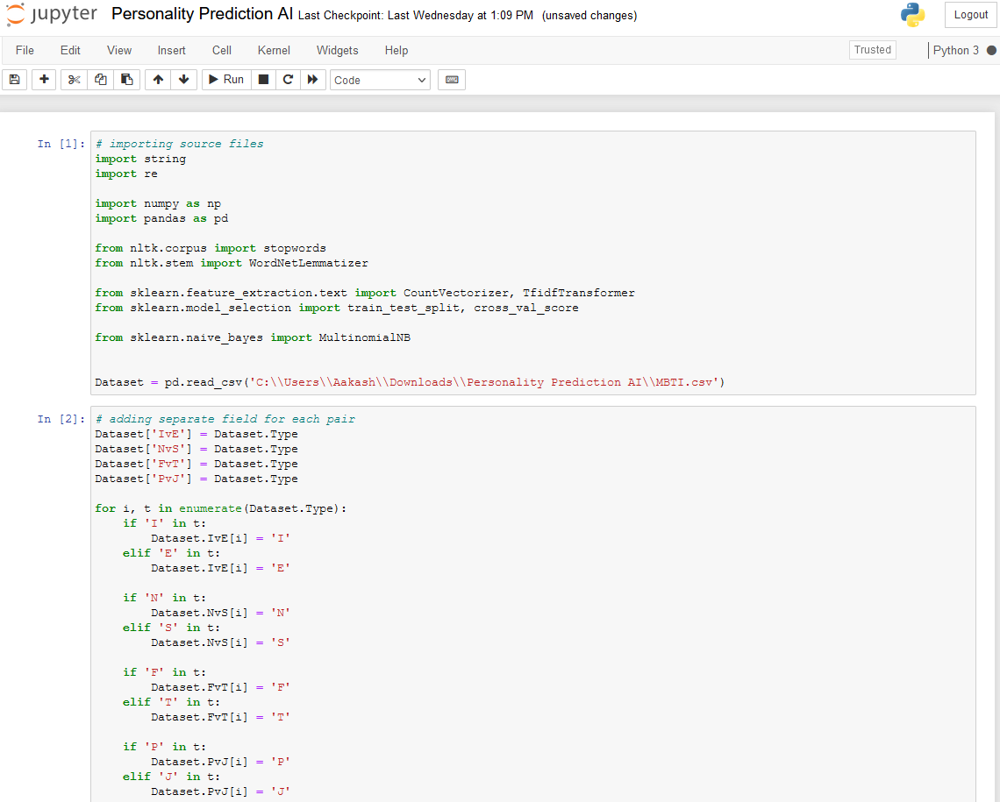 jupyter Personality Prediction AI Last Checkpoint: Last Wednesday at 1:09 PM (unsaved changes) Logout
File Edit View Insert Cell Kernel Widgets Help Trusted Python 3
Run Code
In [1]: # importing source files
import string
import re
import numpy as np
import pandas as pd
from nltk.corpus import stopwords
from nltk.stem import WordNetLemmatizer
from sklearn.feature_extraction.text import CountVectorizer, TfidfTransformer
from sklearn.model_selection import train_test_split, cross_val_score
from sklearn.naive_bayes import MultinomialNB
Dataset = pd.read_csv('C:\\Users\\Aakash\\Downloads\\Personality Prediction AI\\MBTI.csv')
In [2]: # adding separate field for each pair
Dataset['IvE'] = Dataset.Type
Dataset['NvS'] = Dataset.Type
Dataset['FvT'] = Dataset.Type
Dataset['PvJ'] = Dataset.Type
for i, t in enumerate(Dataset.Type):
    if 'I' in t:
        Dataset.IvE[i] = 'I'
    elif 'E' in t:
        Dataset.IvE[i] = 'E'
    if 'N' in t:
        Dataset.NvS[i] = 'N'
    elif 'S' in t:
        Dataset.NvS[i] = 'S'
    if 'F' in t:
        Dataset.FvT[i] = 'F'
    elif 'T' in t:
        Dataset.FvT[i] = 'T'
    if 'P' in t:
        Dataset.PvJ[i] = 'P'
    elif 'J' in t:
        Dataset.PvJ[i] = 'J'